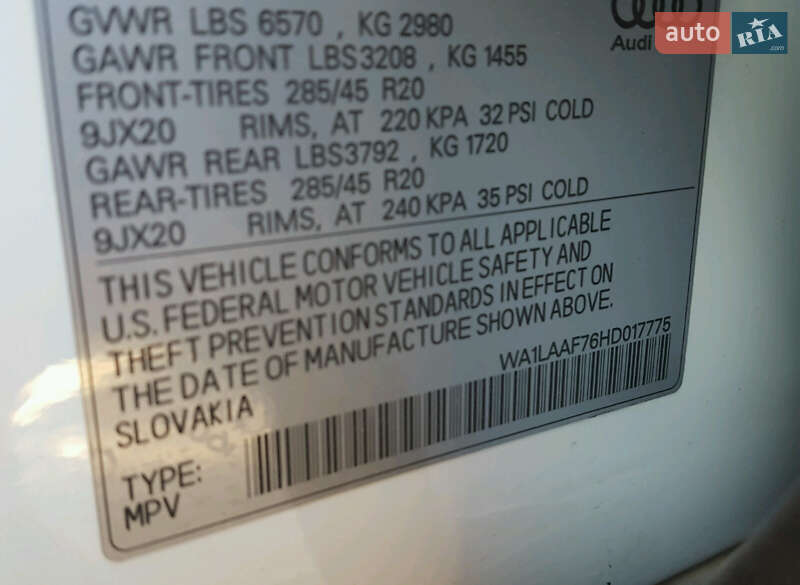 GVWR LBS 6570 , KG 2980
GAWR FRONT LBS3208 , KG 1455
FRONT-TIRES 285/45 R20
9JX20 RIMS, AT 220 KPA 32 PSI COLD
GAWR REAR LBS3792 , KG 1720
REAR-TIRES 285/45 R20
9JX20 RIMS, AT 240 KPA 35 PSI COLD
THIS VEHICLE CONFORMS TO ALL APPLICABLE
U.S. FEDERAL MOTOR VEHICLE SAFETY AND
THEFT PREVENTION STANDARDS IN EFFECT ON
THE DATE OF MANUFACTURE SHOWN ABOVE.
SLOVAKIA
WA1LAAF76HD017775
TYPE:
MPV
Audi
auto RIA
.com